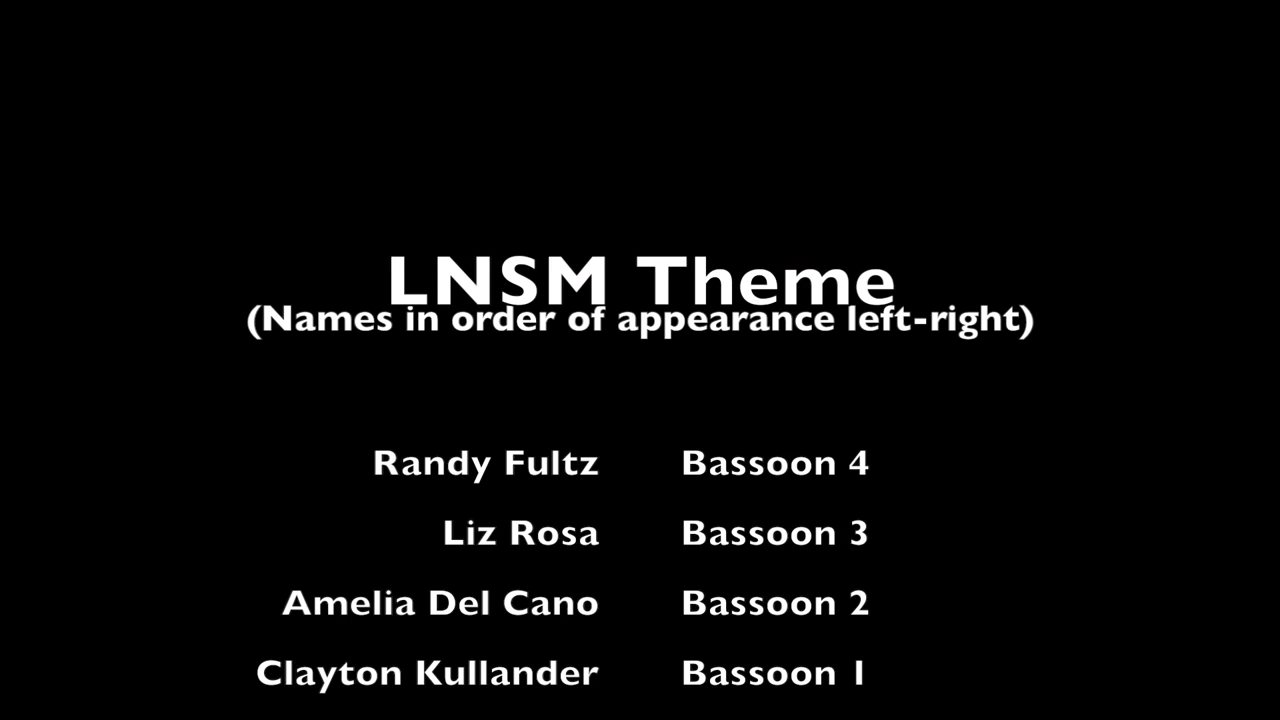 LNSM Theme
(Names in order of appearance left-right)
Randy Fultz Bassoon 4
Liz Rosa Bassoon 3
Amelia Del Cano Bassoon 2
Clayton Kullander Bassoon 1